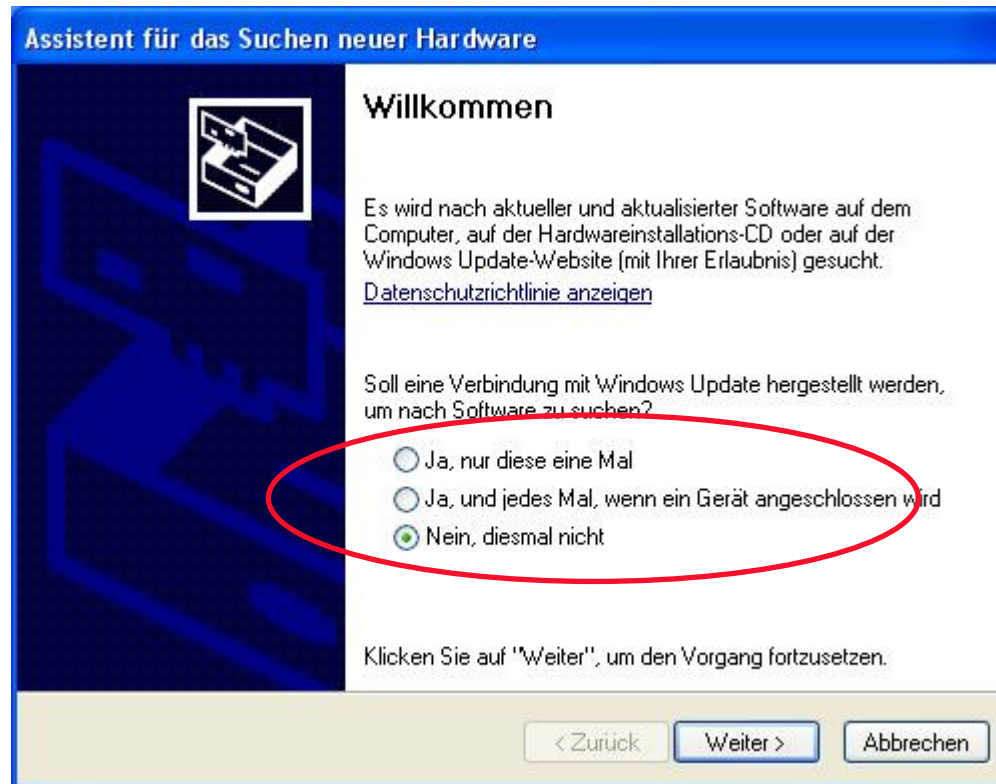 Assistent für das Suchen neuer Hardware
Willkommen
Es wird nach aktueller und aktualisierter Software auf dem
Computer, auf der Hardwareinstallations-CD oder auf der
Windows Update-Website (mit Ihrer Erlaubnis) gesucht.
Datenschutzrichtlinie anzeigen
Soll eine Verbindung mit Windows Update hergestellt werden,
um nach Software zu suchen?
Ja, nur diese eine Mal
Ja, und jedes Mal, wenn ein Gerät angeschlossen wird
Nein, diesmal nicht
Klicken Sie auf "Weiter", um den Vorgang fortzusetzen.
< Zurück Weiter > Abbrechen